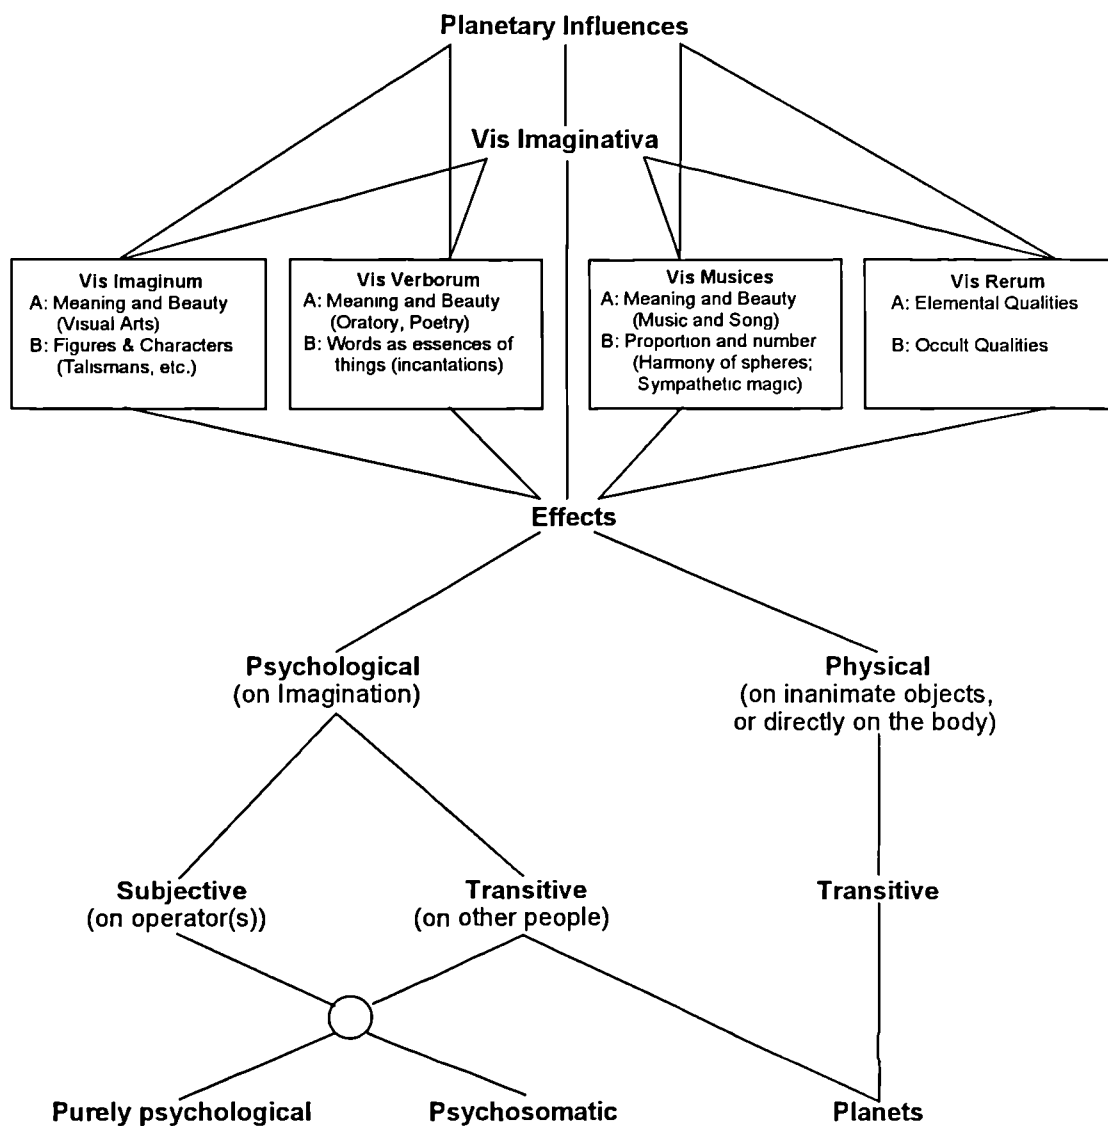 Planetary Influences
Vis Imaginativa
Vis Imaginum
A: Meaning and Beauty
(Visual Arts)
B: Figures & Characters
(Talismans, etc.)
Vis Verborum
A: Meaning and Beauty
(Oratory, Poetry)
B: Words as essences of
things (incantations)
Vis Musices
A: Meaning and Beauty
(Music and Song)
B: Proportion and number
(Harmony of spheres;
Sympathetic magic)
Vis Rerum
A: Elemental Qualities
B: Occult Qualities
Effects
Psychological
(on Imagination)
Physical
(on inanimate objects,
or directly on the body)
Subjective
(on operator(s))
Transitive
(on other people)
Transitive
Purely psychological
Psychosomatic
Planets